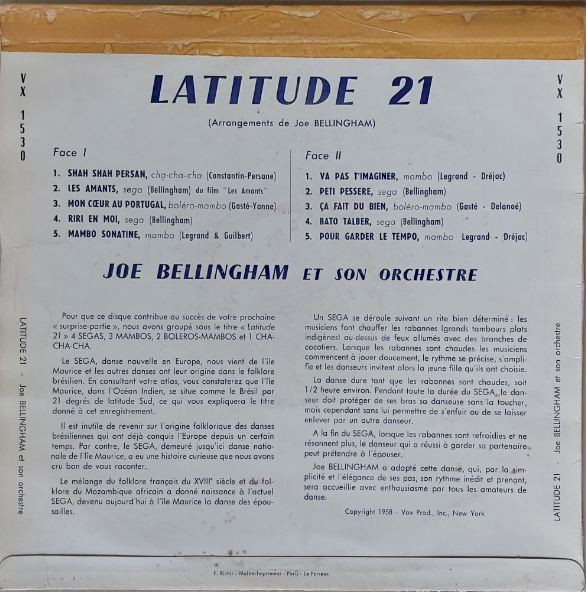 LATITUDE 21
(Arrangements de Joe BELLINGHAM)
VX 1530
VX 1530
Face I
1. SHAH SHAH PERSAN, cha-cha-cha (Constantin-Persane)
2. LES AMANTS, sega (Bellingham) du film "Les Amants"
3. MON CŒUR AU PORTUGAL, boléro-mambo (Gasté-Yanne)
4. RIRI EN MOI, sega (Bellingham)
5. MAMBO SONATINE, mambo (Legrand & Guilbert)
Face II
1. VA PAS T'IMAGINER, mambo (Legrand - Dréjac)
2. PETI PESSERE, sega (Bellingham)
3. ÇA FAIT DU BIEN, boléro-mambo (Gasté - Delanoé)
4. BATO TALBER, sega (Bellingham)
5. POUR GARDER LE TEMPO, mambo Legrand - Dréjac)
JOE BELLINGHAM ET SON ORCHESTRE
Pour que ce disque contribue au succès de votre prochaine
« surprise-partie », nous avons groupé sous le titre « Latitude
21 » 4 SEGAS, 3 MAMBOS, 2 BOLEROS-MAMBOS et 1 CHA-
CHA CHA.
Le SEGA, danse nouvelle en Europe, nous vient de l'île
Maurice et les autres danses ont leur origine dans le folklore
brésilien. En consultant votre atlas, vous constaterez que l'île
Maurice, dans l'Océan Indien, se situe comme le Brésil par
21 degrés de latitude Sud, ce qui vous expliquera le titre
donné à cet enregistrement.
Il est inutile de revenir sur l'origine folklorique des danses
brésiliennes qui ont déjà conquis l'Europe depuis un certain
temps. Par contre, le SEGA, demeuré jusqu'ici danse natio-
nale de l'île Maurice, a eu une histoire curieuse que nous avons
cru bon de vous raconter.
Le mélange du folklore français du XVIIIe siècle et du fol-
klore du Mozambique africain a donné naissance à l'actuel
SEGA, devenu aujourd'hui à l'île Maurice la danse des épou-
sailles.
Un SEGA se déroule suivant un rite bien déterminé : les
musiciens font chauffer les rabannes (grands tambours plats
indigènes) au-dessus de feux allumés avec des branches de
cocotiers. Lorsque les rabannes sont chaudes les musiciens
commencent à jouer doucement, le rythme se précise, s'ampli-
fie et les danseurs invitent alors la jeune fille qu'ils ont choisie.
La danse dure tant que les rabannes sont chaudes, soit
1/2 heure environ. Pendant toute la durée du SEGA, le dan-
seur doit protéger de ses bras sa danseuse sans la toucher,
mais cependant sans lui permettre de s'enfuir ou de se laisser
enlever par un autre danseur.
A la fin du SEGA, lorsque les rabannes sont refroidies et ne
résonnent plus, le danseur qui a réussi à garder sa partenaire
peut prétendre à l'épouser.
Joe BELLINGHAM a adapté cette danse, qui, par la sim-
plicité et l'élégance de ses pas, son rythme inédit et prenant,
sera accueillie avec enthousiasme par tous les amateurs de
danse.
Copyright 1958 - Vox Prod., Inc., New York
LATITUDE 21 - Joe BELLINGHAM et son orchestre
LATITUDE 21 - Joe BELLINGHAM et son orchestre
F. Richir - Maître-Imprimeur - Paris - Le Perreux